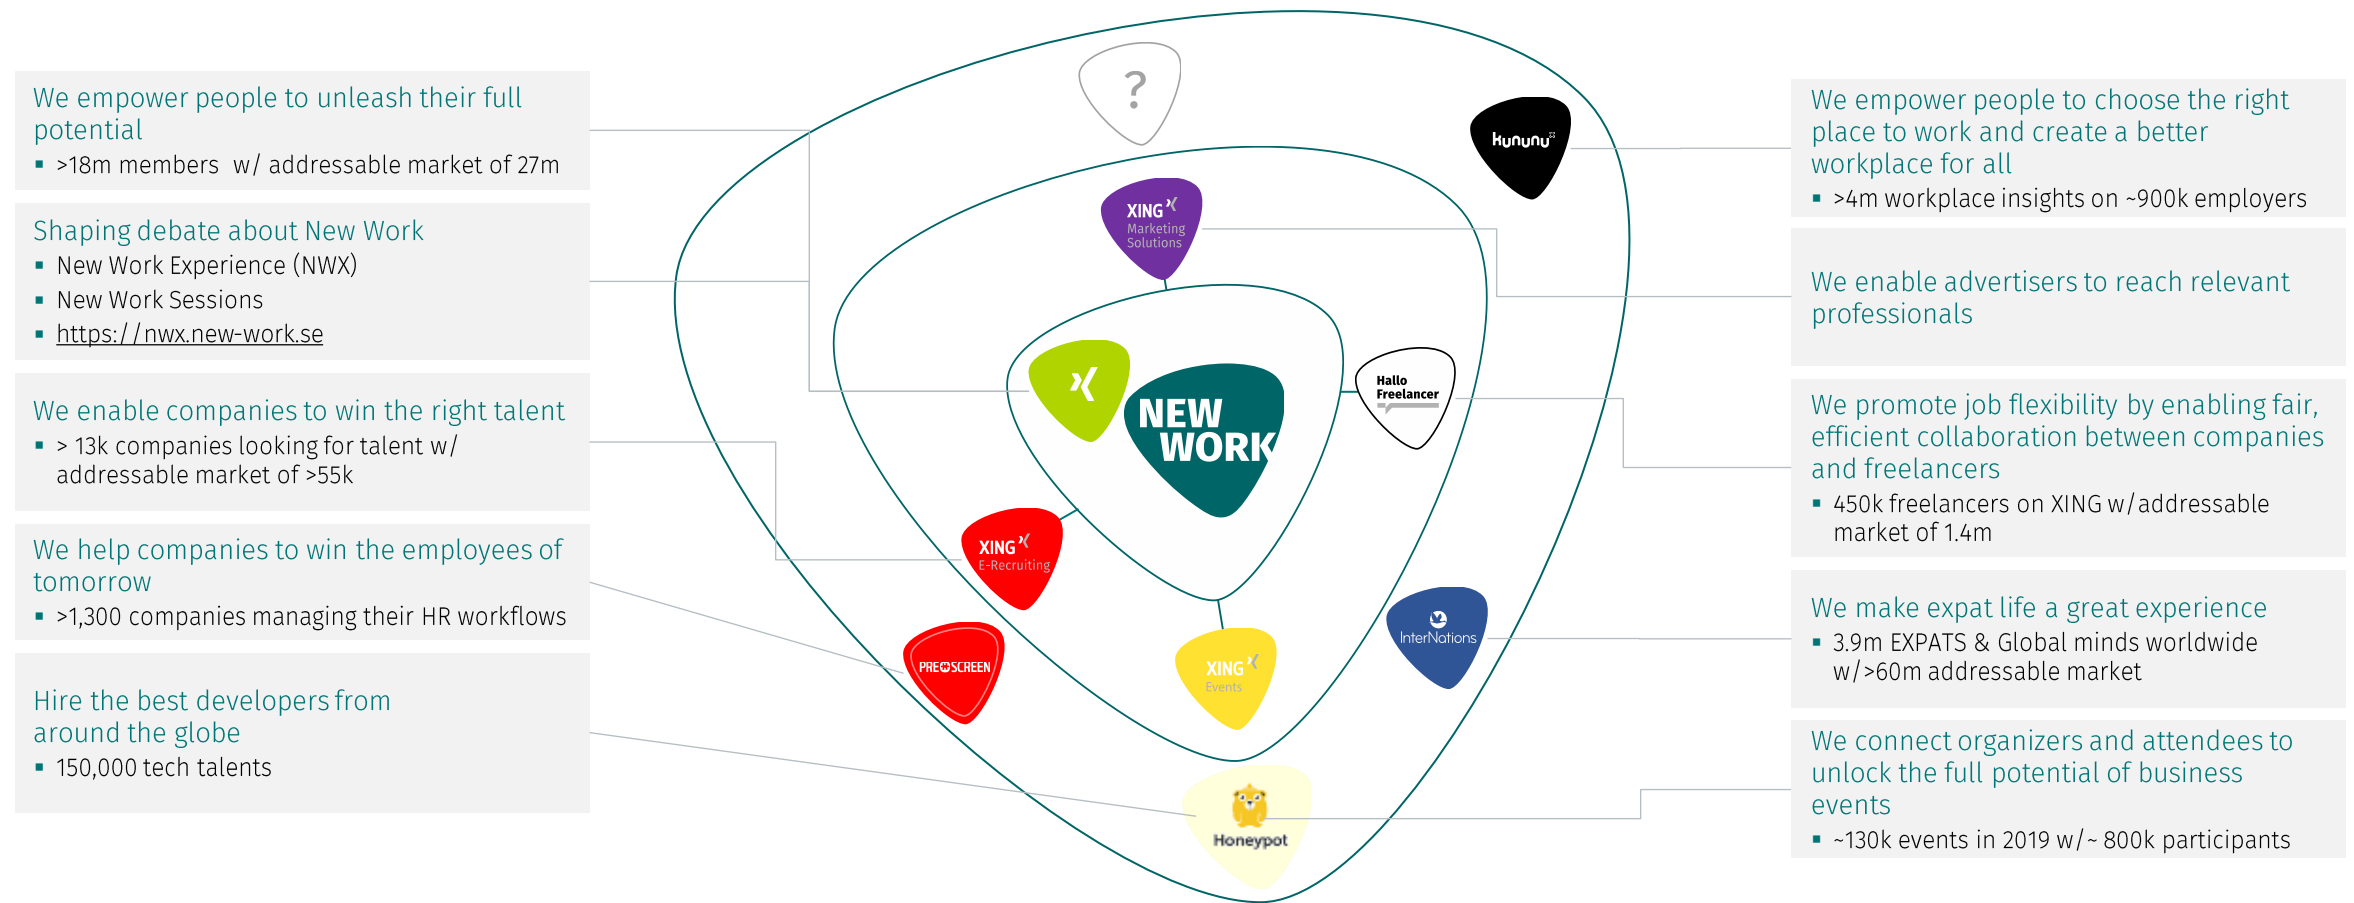 We empower people to unleash their full
potential
▪ >18m members w/ addressable market of 27m
Shaping debate about New Work
▪ New Work Experience (NWX)
▪ New Work Sessions
▪ https://nwx.new-work.se
We enable companies to win the right talent
▪ > 13k companies looking for talent w/
addressable market of >55k
We help companies to win the employees of
tomorrow
▪ >1,300 companies managing their HR workflows
Hire the best developers from
around the globe
▪ 150,000 tech talents
?
kununu
XING
Marketing
Solutions
Hallo
Freelancer
NEW
WORK
XING
E-Recruiting
InterNations
PRESCREEN
XING
Events
Honeypot
We empower people to choose the right
place to work and create a better
workplace for all
▪ >4m workplace insights on ~900k employers
We enable advertisers to reach relevant
professionals
We promote job flexibility by enabling fair,
efficient collaboration between companies
and freelancers
▪ 450k freelancers on XING w/addressable
market of 1.4m
We make expat life a great experience
▪ 3.9m EXPATS & Global minds worldwide
w/>60m addressable market
We connect organizers and attendees to
unlock the full potential of business
events
▪ ~130k events in 2019 w/~ 800k participants